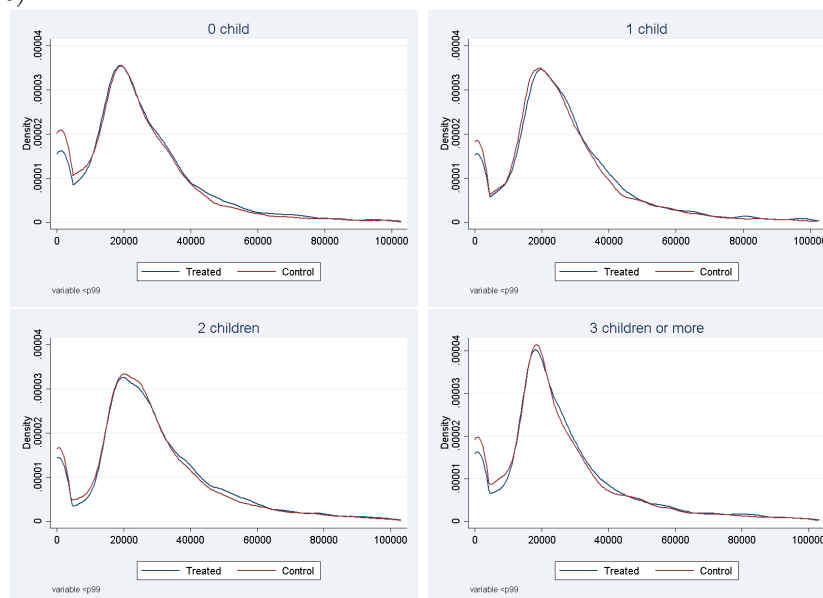 0 child
Density
0 .00001 .00002 .00003 .00004
0 20000 40000 60000 80000 100000
Treated Control
variable <p99
1 child
Density
0 .00001 .00002 .00003 .00004
0 20000 40000 60000 80000 100000
Treated Control
variable <p99
2 children
Density
0 .00001 .00002 .00003 .00004
0 20000 40000 60000 80000 100000
Treated Control
variable <p99
3 children or more
Density
0 .00001 .00002 .00003 .00004
0 20000 40000 60000 80000 100000
Treated Control
variable <p99